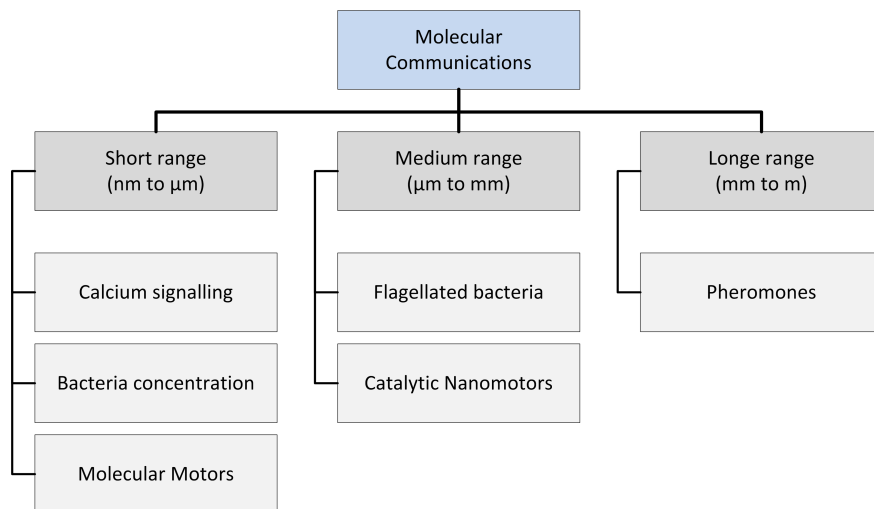 Molecular
Communications
Short range
(nm to µm)
Medium range
(µm to mm)
Longe range
(mm to m)
Calcium signalling
Flagellated bacteria
Pheromones
Bacteria concentration
Catalytic Nanomotors
Molecular Motors